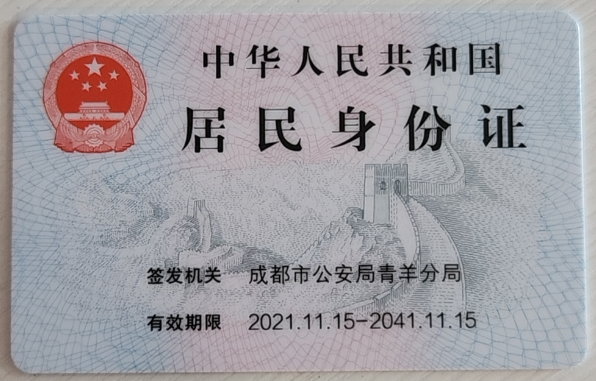 中华人民共和国
居民身份证
签发机关 成都市公安局青羊分局
有效期限 2021.11.15-2041.11.15